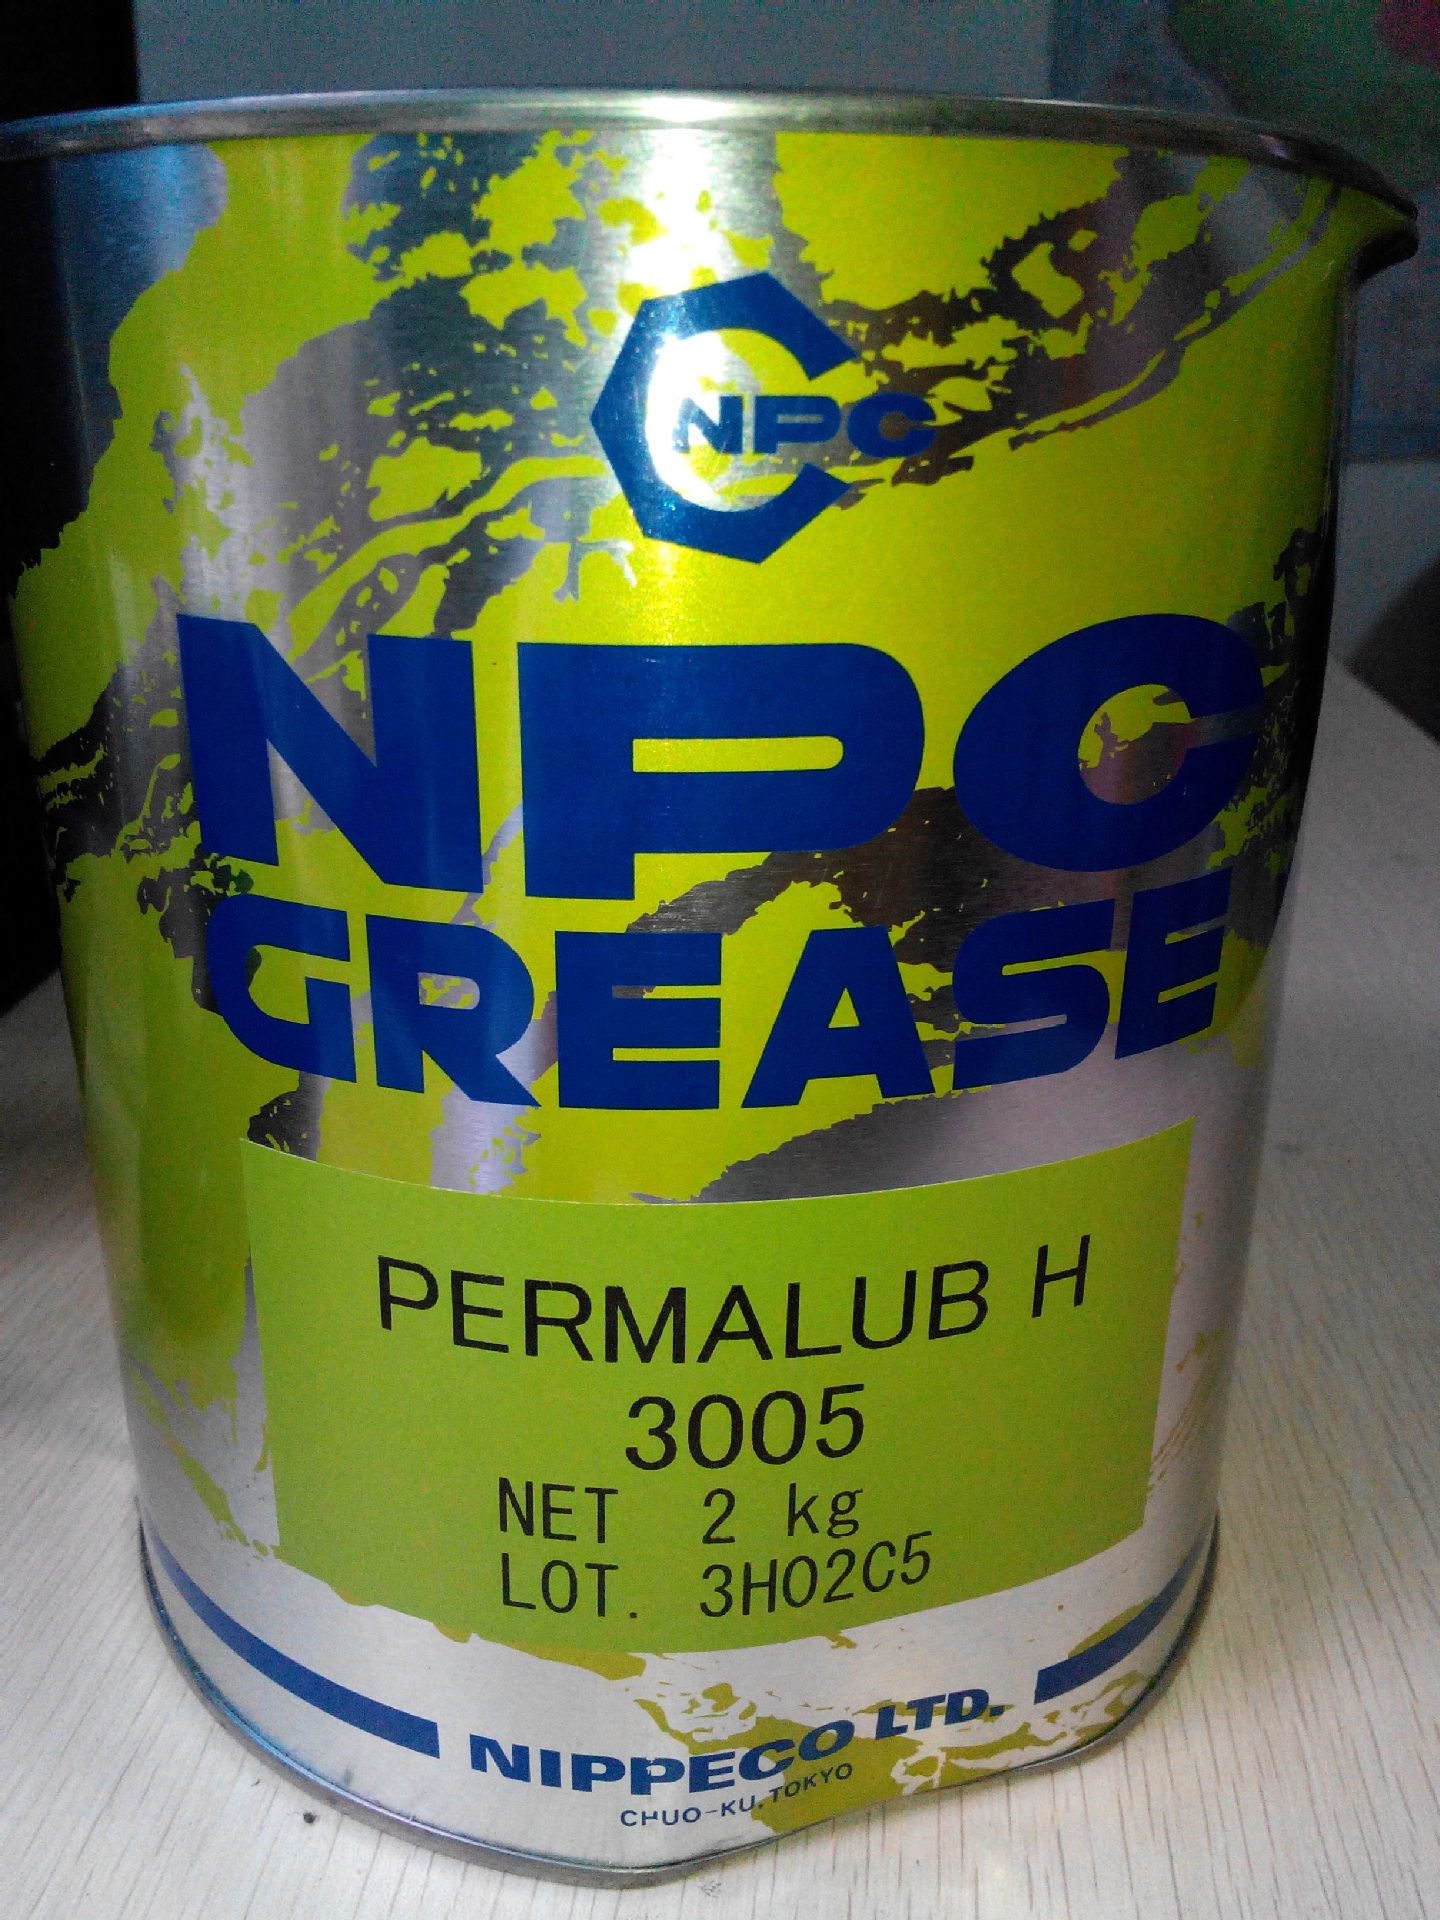 NPC
NPC
GREASE
PERMALUB H
3005
NET 2 kg
LOT. 3H02C5
NIPPECO LTD.
CHUO-KU, TOKYO